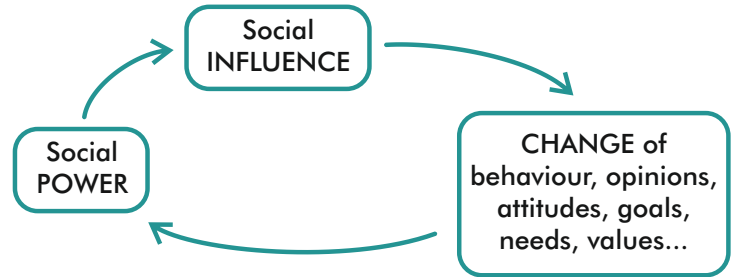 Social
INFLUENCE
Social
POWER
CHANGE of
behaviour, opinions,
attitudes, goals,
needs, values...